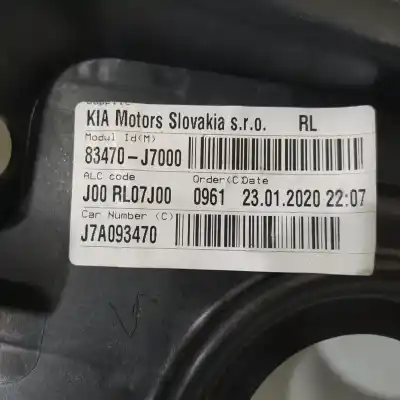 KIA Motors Slovakia s.r.o. RL
Modul Id(M)
83470-J7000
ALC code Order(C)Date
J00 RL07J00 0961 23.01.2020 22:07
Car Number (C)
J7A093470